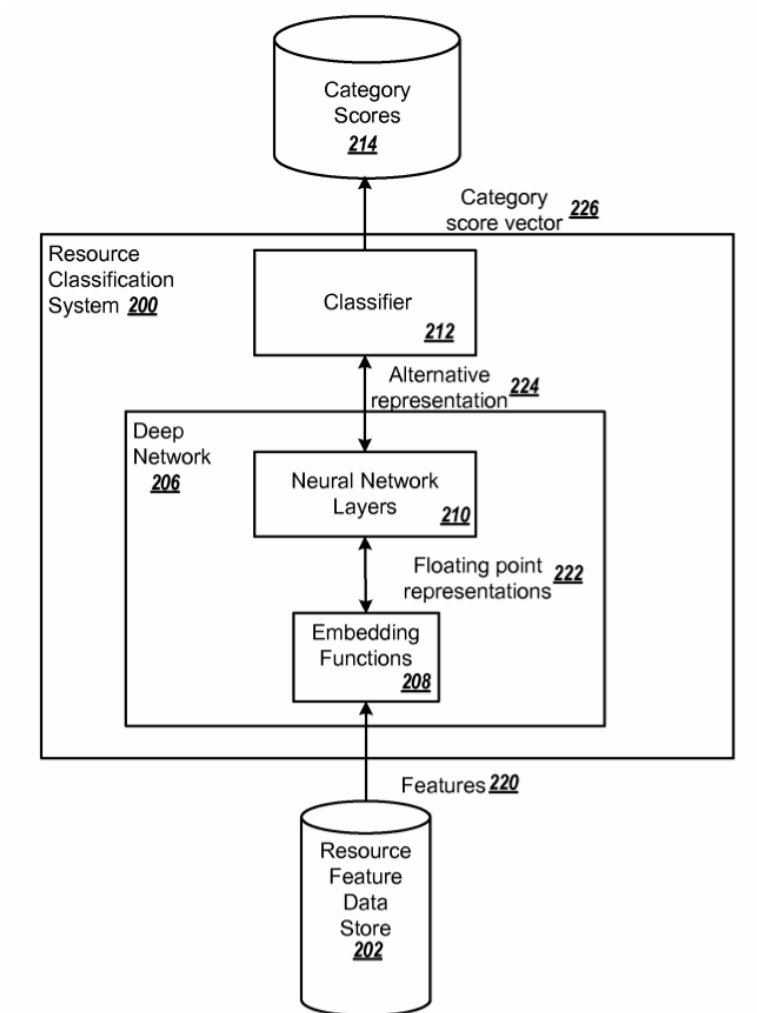 Category
Scores
214
Category
score vector 226
Resource
Classification
System 200
Classifier
212
Alternative
representation 224
Deep
Network
206
Neural Network
Layers
210
Floating point
representations 222
Embedding
Functions
208
Features 220
Resource
Feature
Data
Store
202